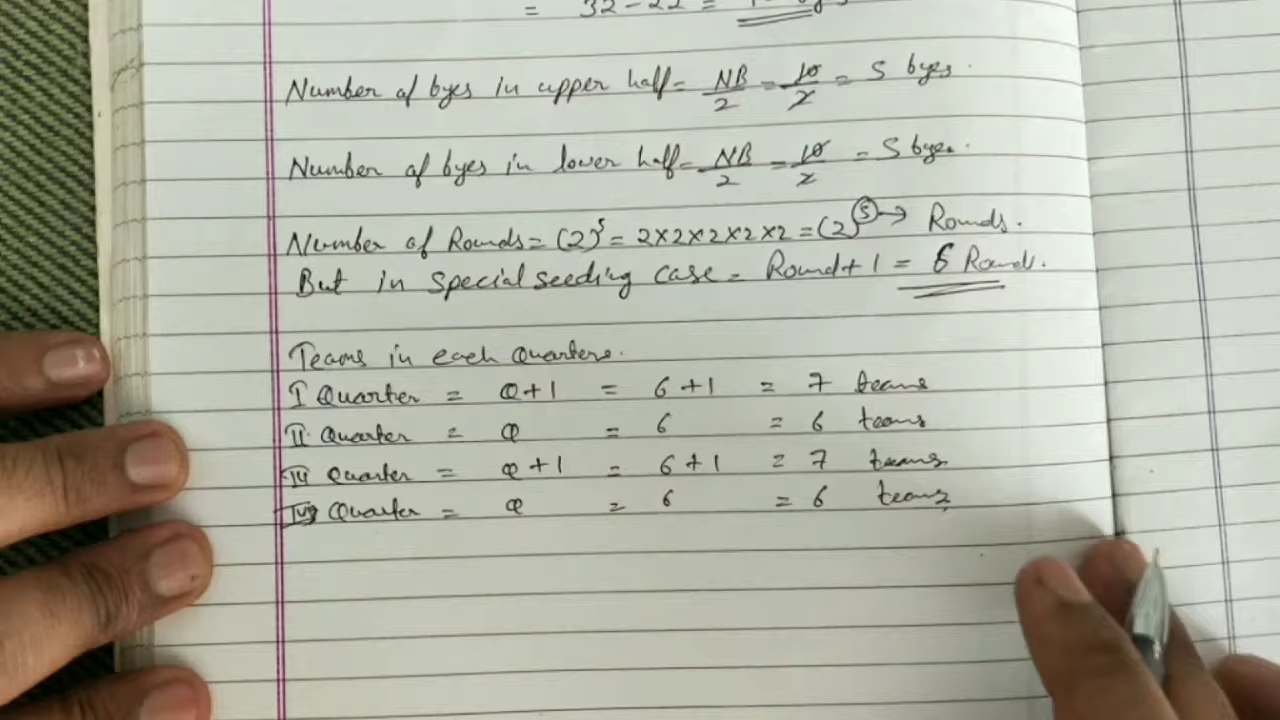 = 32-22 =
Number of byes in upper half = NB/2 = 10/2 = 5 byes.
Number of byes in lower half = NB/2 = 10/2 = 5 byes.
Number of Rounds = (2)^5 = 2×2×2×2×2 = (2)^5 → Rounds.
But in special seeding case = Round+1 = 6 Rounds.
Teams in each Quarters.
I Quarter = Q+1 = 6+1 = 7 teams
II Quarter = Q = 6 = 6 teams
III Quarter = Q+1 = 6+1 = 7 teams
IV Quarter = Q = 6 = 6 teams